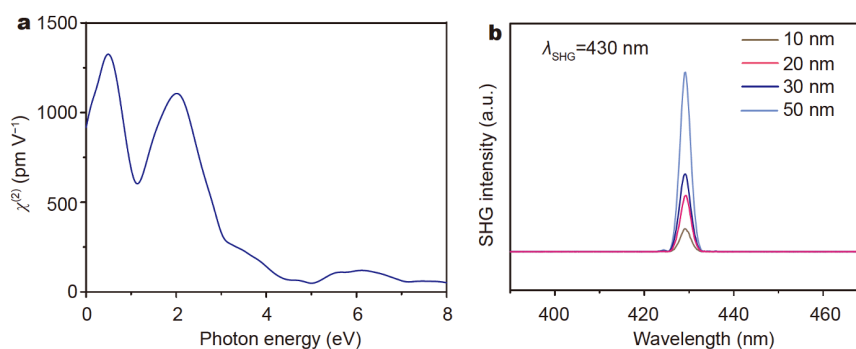 a
1500
1000
500
0
χ⁽²⁾ (pm V⁻¹)
0 2 4 6 8
Photon energy (eV)
b
λSHG=430 nm
10 nm
20 nm
30 nm
50 nm
SHG intensity (a.u.)
400 420 440 460
Wavelength (nm)